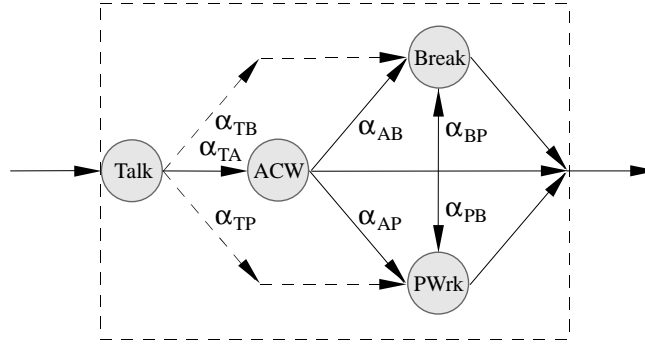 Break
α_TB
α_AB
α_BP
α_TA
Talk
ACW
α_TP
α_AP
α_PB
PWrk